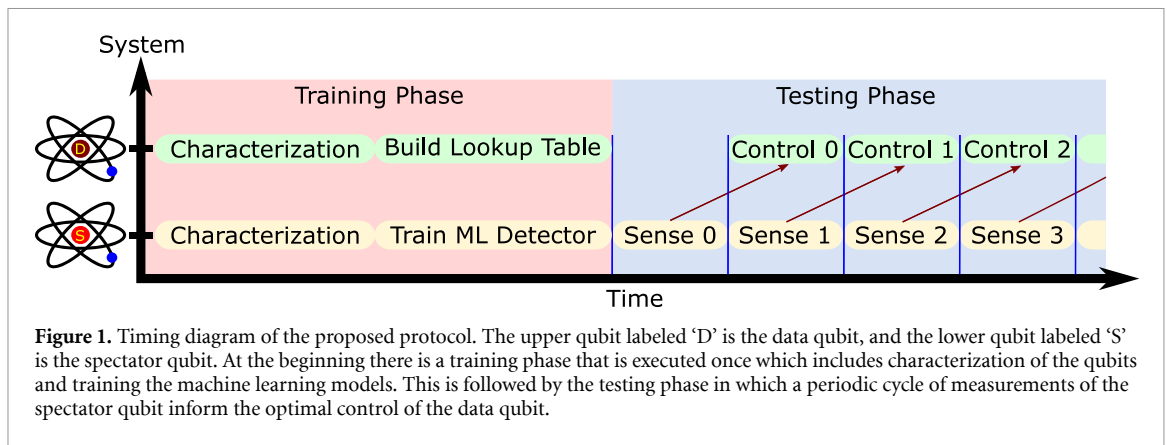 System
Training Phase
Testing Phase
D
Characterization
Build Lookup Table
Control 0
Control 1
Control 2
S
Characterization
Train ML Detector
Sense 0
Sense 1
Sense 2
Sense 3
Time
Figure 1. Timing diagram of the proposed protocol. The upper qubit labeled ‘D’ is the data qubit, and the lower qubit labeled ‘S’
is the spectator qubit. At the beginning there is a training phase that is executed once which includes characterization of the qubits
and training the machine learning models. This is followed by the testing phase in which a periodic cycle of measurements of the
spectator qubit inform the optimal control of the data qubit.